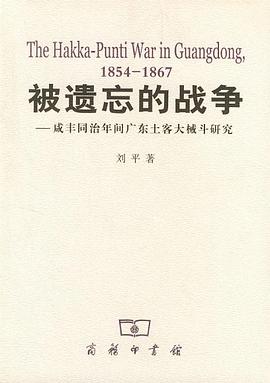 The Hakka-Punti War in Guangdong,
1854-1867
被遗忘的战争
——咸丰同治年间广东土客大械斗研究
刘平 著
商务印书馆